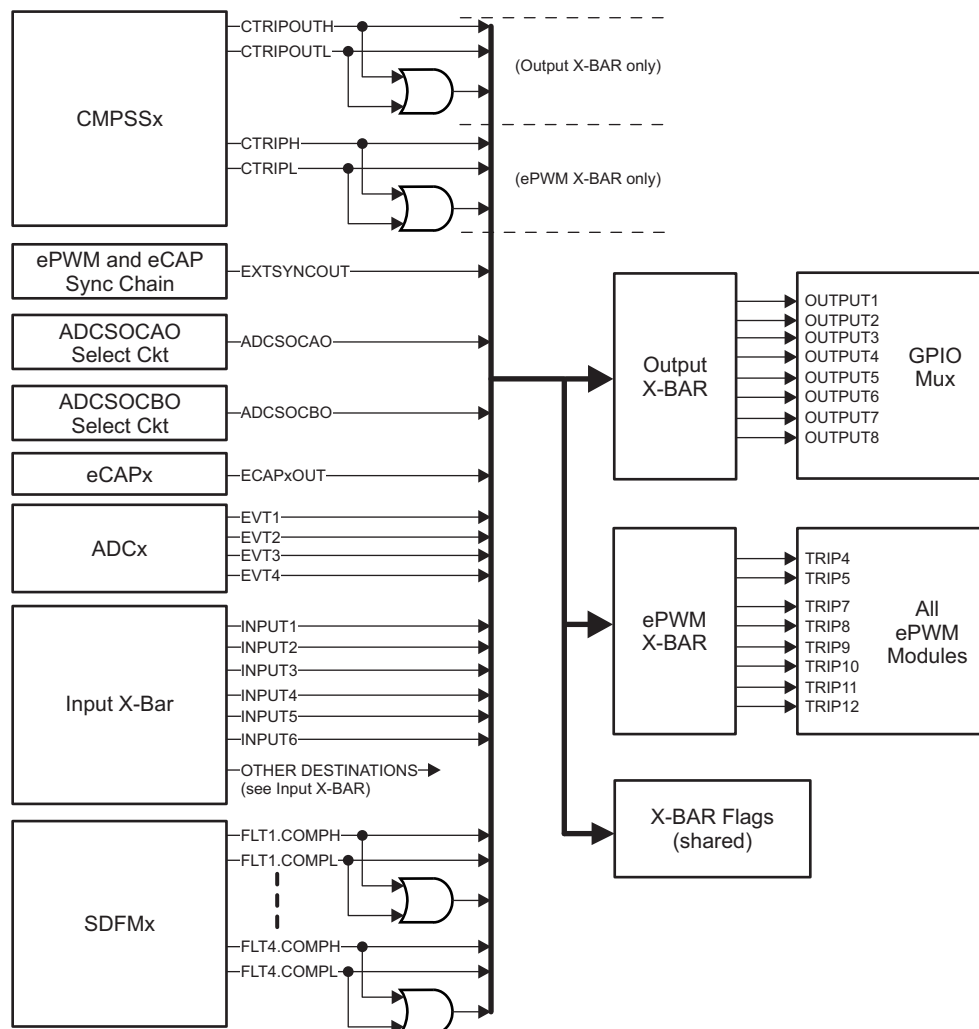 CMPSSx
CTRIPOUTH
CTRIPOUTL
(Output X-BAR only)
CTRIPH
CTRIPL
(ePWM X-BAR only)
ePWM and eCAP
Sync Chain
EXTSYNCOUT
ADCSOCAO
Select Ckt
ADCSOCAO
ADCSOCBO
Select Ckt
ADCSOCBO
eCAPx
ECAPxOUT
ADCx
EVT1
EVT2
EVT3
EVT4
Input X-Bar
INPUT1
INPUT2
INPUT3
INPUT4
INPUT5
INPUT6
OTHER DESTINATIONS
(see Input X-BAR)
SDFMx
FLT1.COMPH
FLT1.COMPL
FLT4.COMPH
FLT4.COMPL
Output
X-BAR
OUTPUT1
OUTPUT2
OUTPUT3
OUTPUT4
OUTPUT5
OUTPUT6
OUTPUT7
OUTPUT8
GPIO
Mux
ePWM
X-BAR
TRIP4
TRIP5
TRIP7
TRIP8
TRIP9
TRIP10
TRIP11
TRIP12
All
ePWM
Modules
X-BAR Flags
(shared)